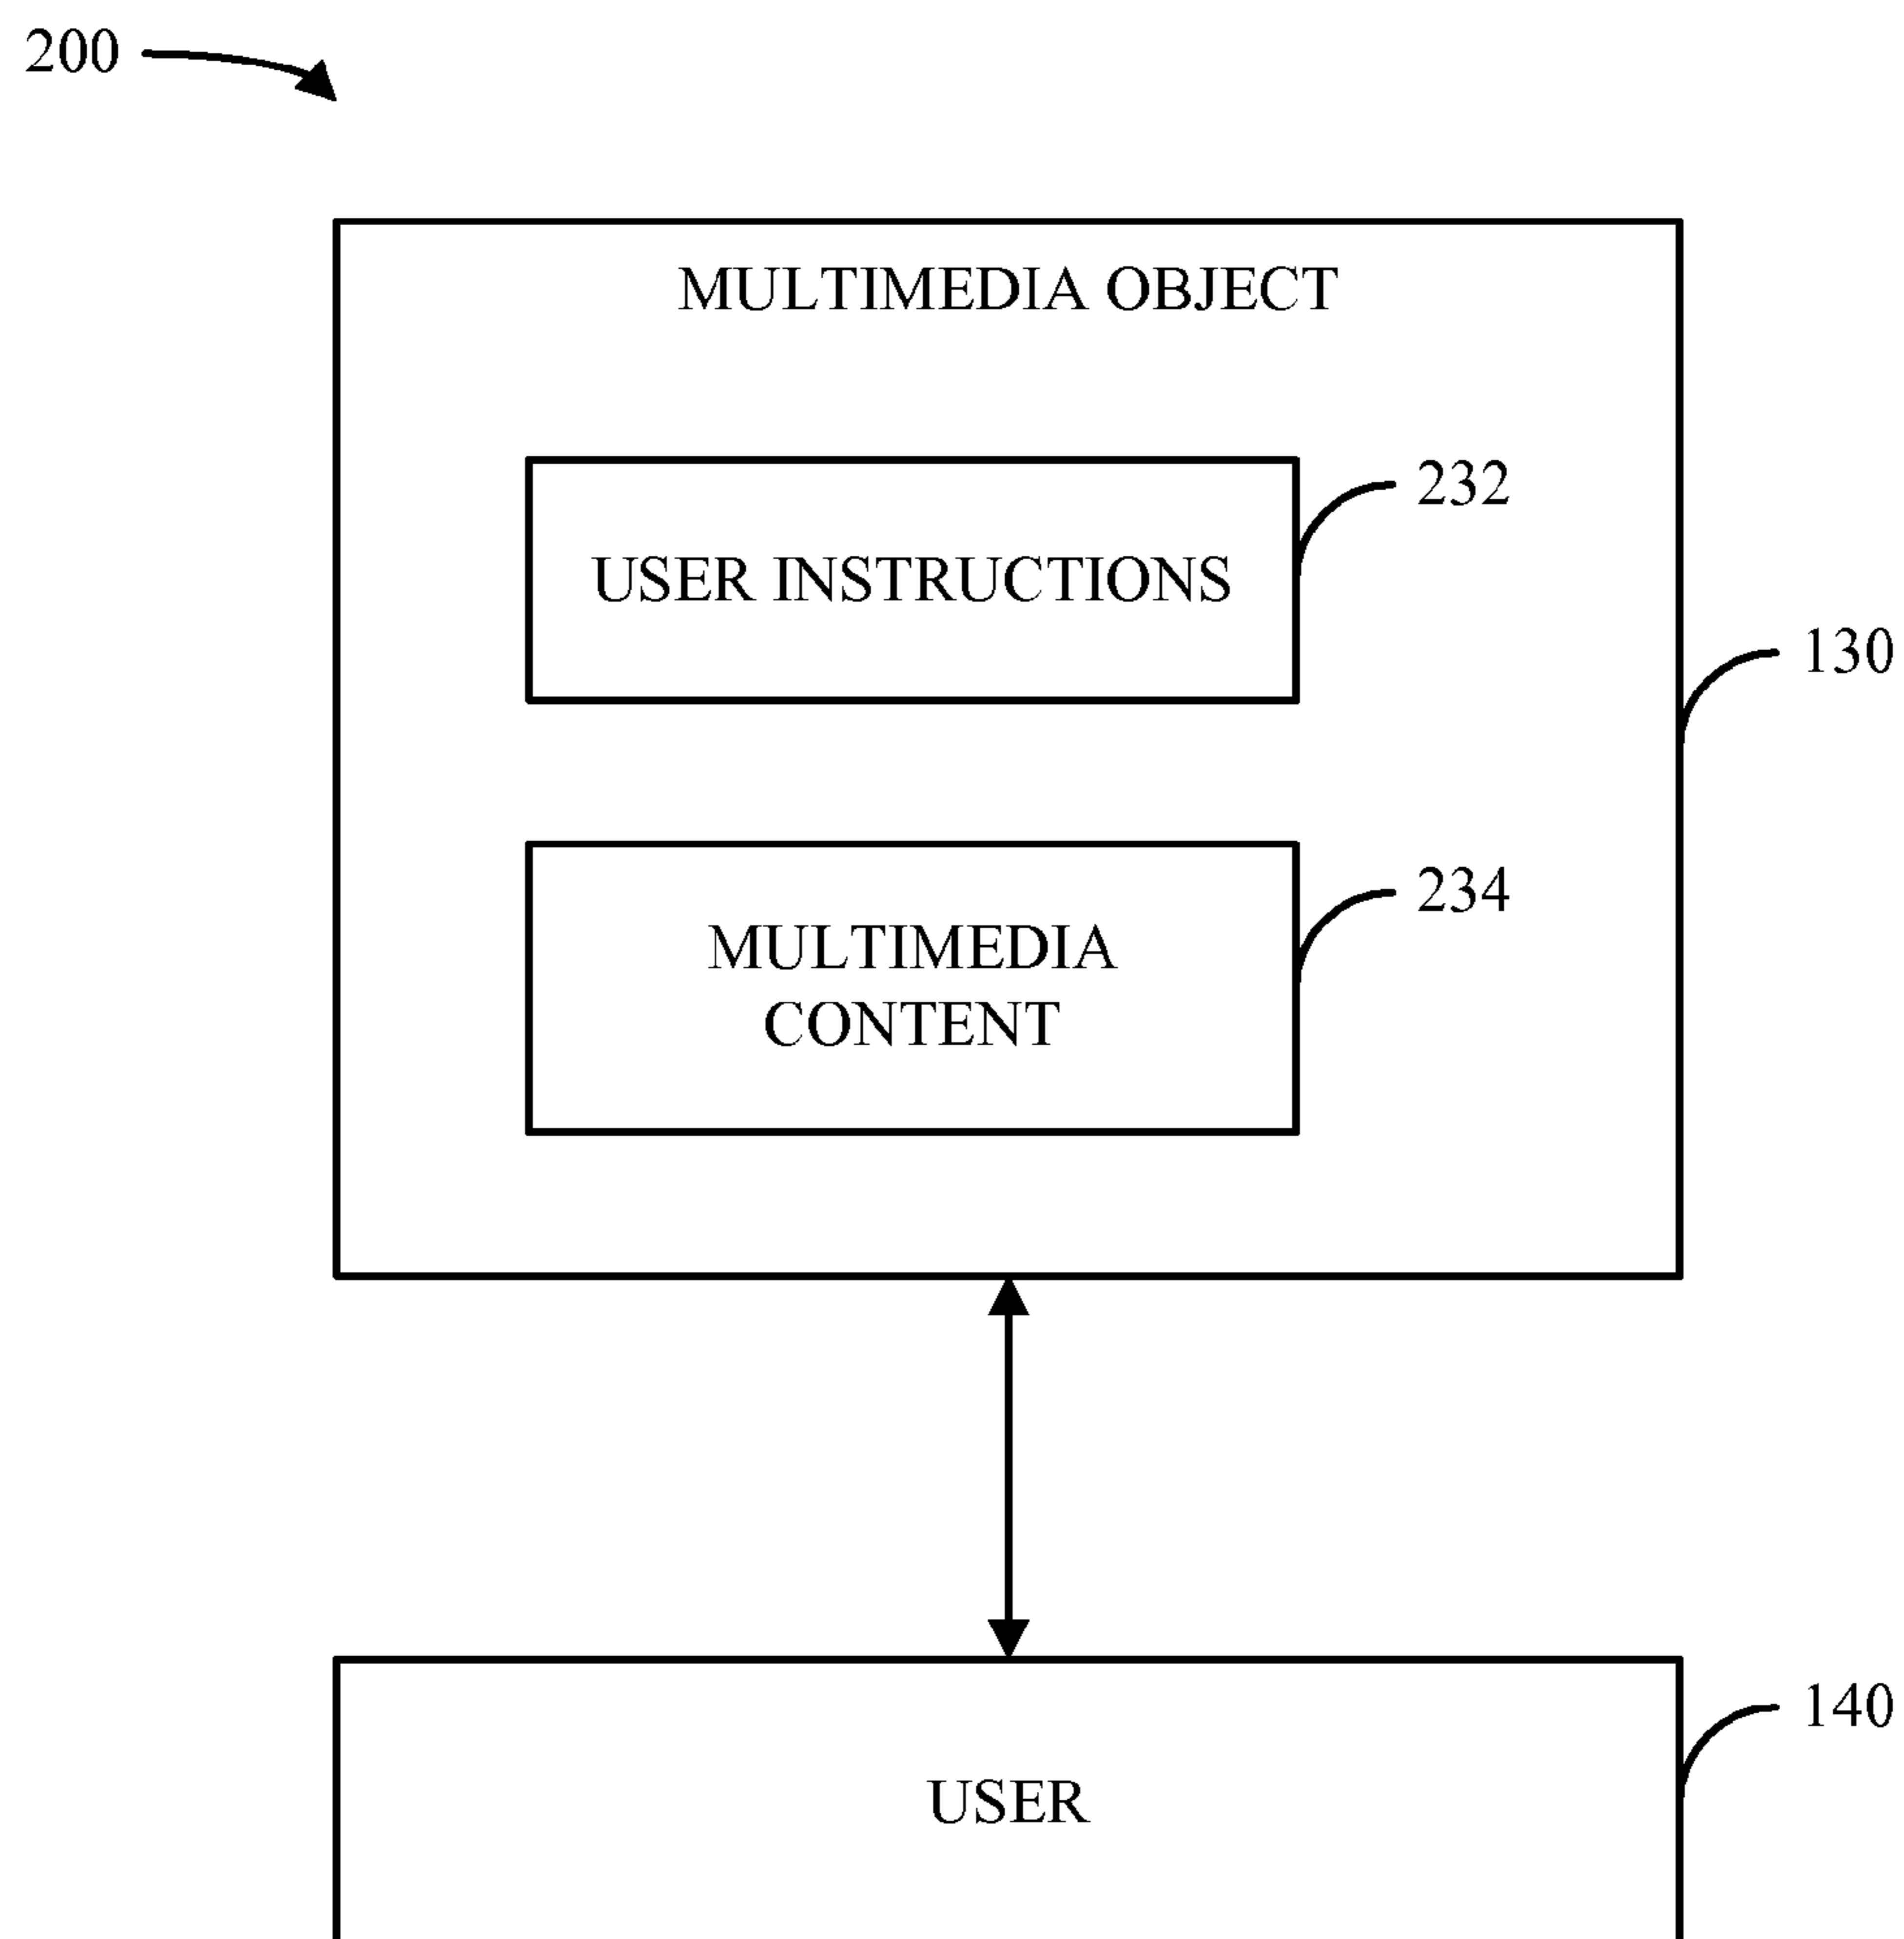 200
MULTIMEDIA OBJECT
232
USER INSTRUCTIONS
130
234
MULTIMEDIA
CONTENT
140
USER